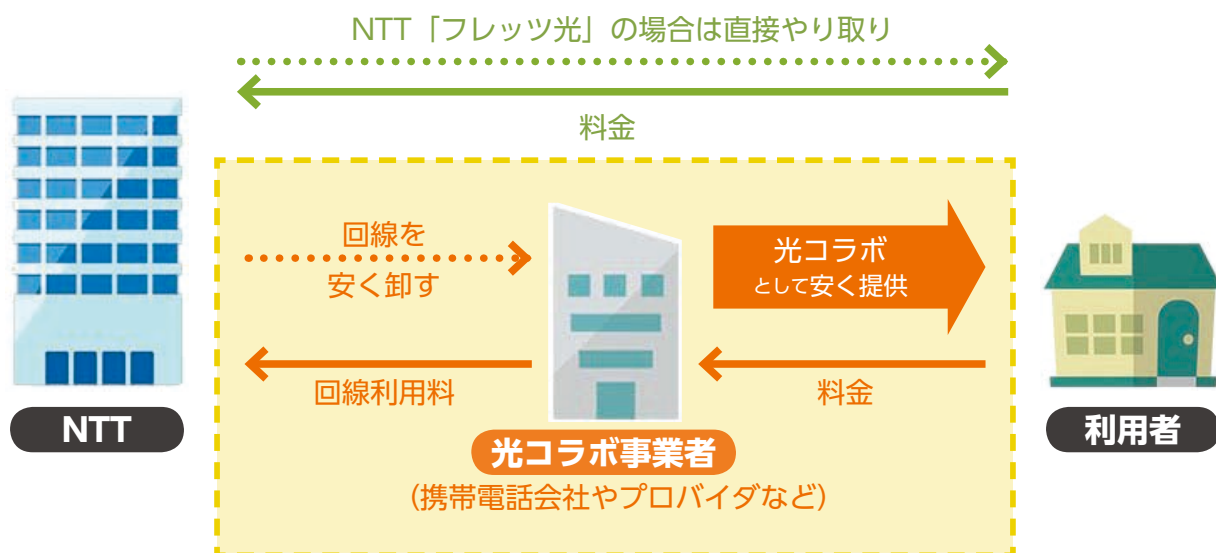 NTT「フレッツ光」の場合は直接やり取り
料金
回線を
安く卸す
光コラボ
として安く提供
回線利用料
料金
NTT
光コラボ事業者
利用者
(携帯電話会社やプロバイダなど)